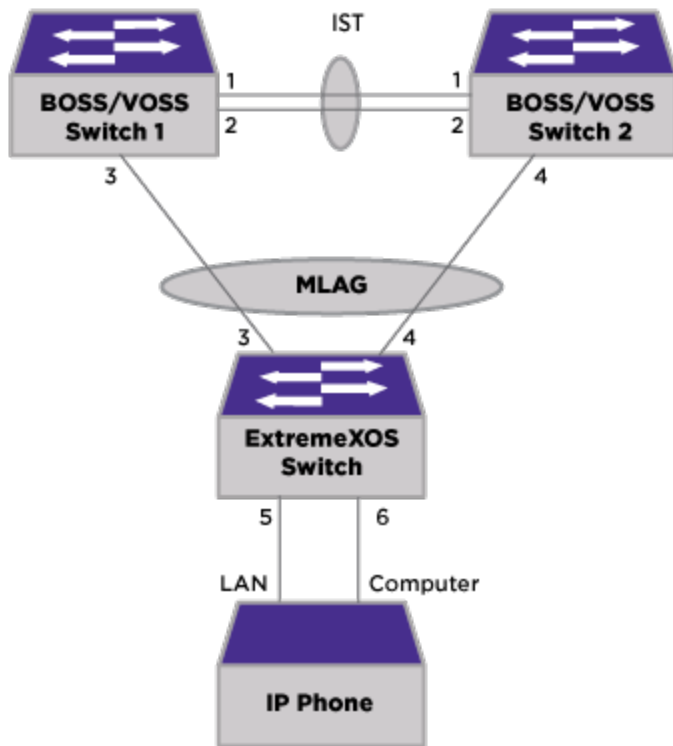 IST
1
1
BOSS/VOSS
Switch 1
BOSS/VOSS
Switch 2
2
2
3
4
MLAG
3
4
ExtremeXOS
Switch
5
6
LAN
Computer
IP Phone